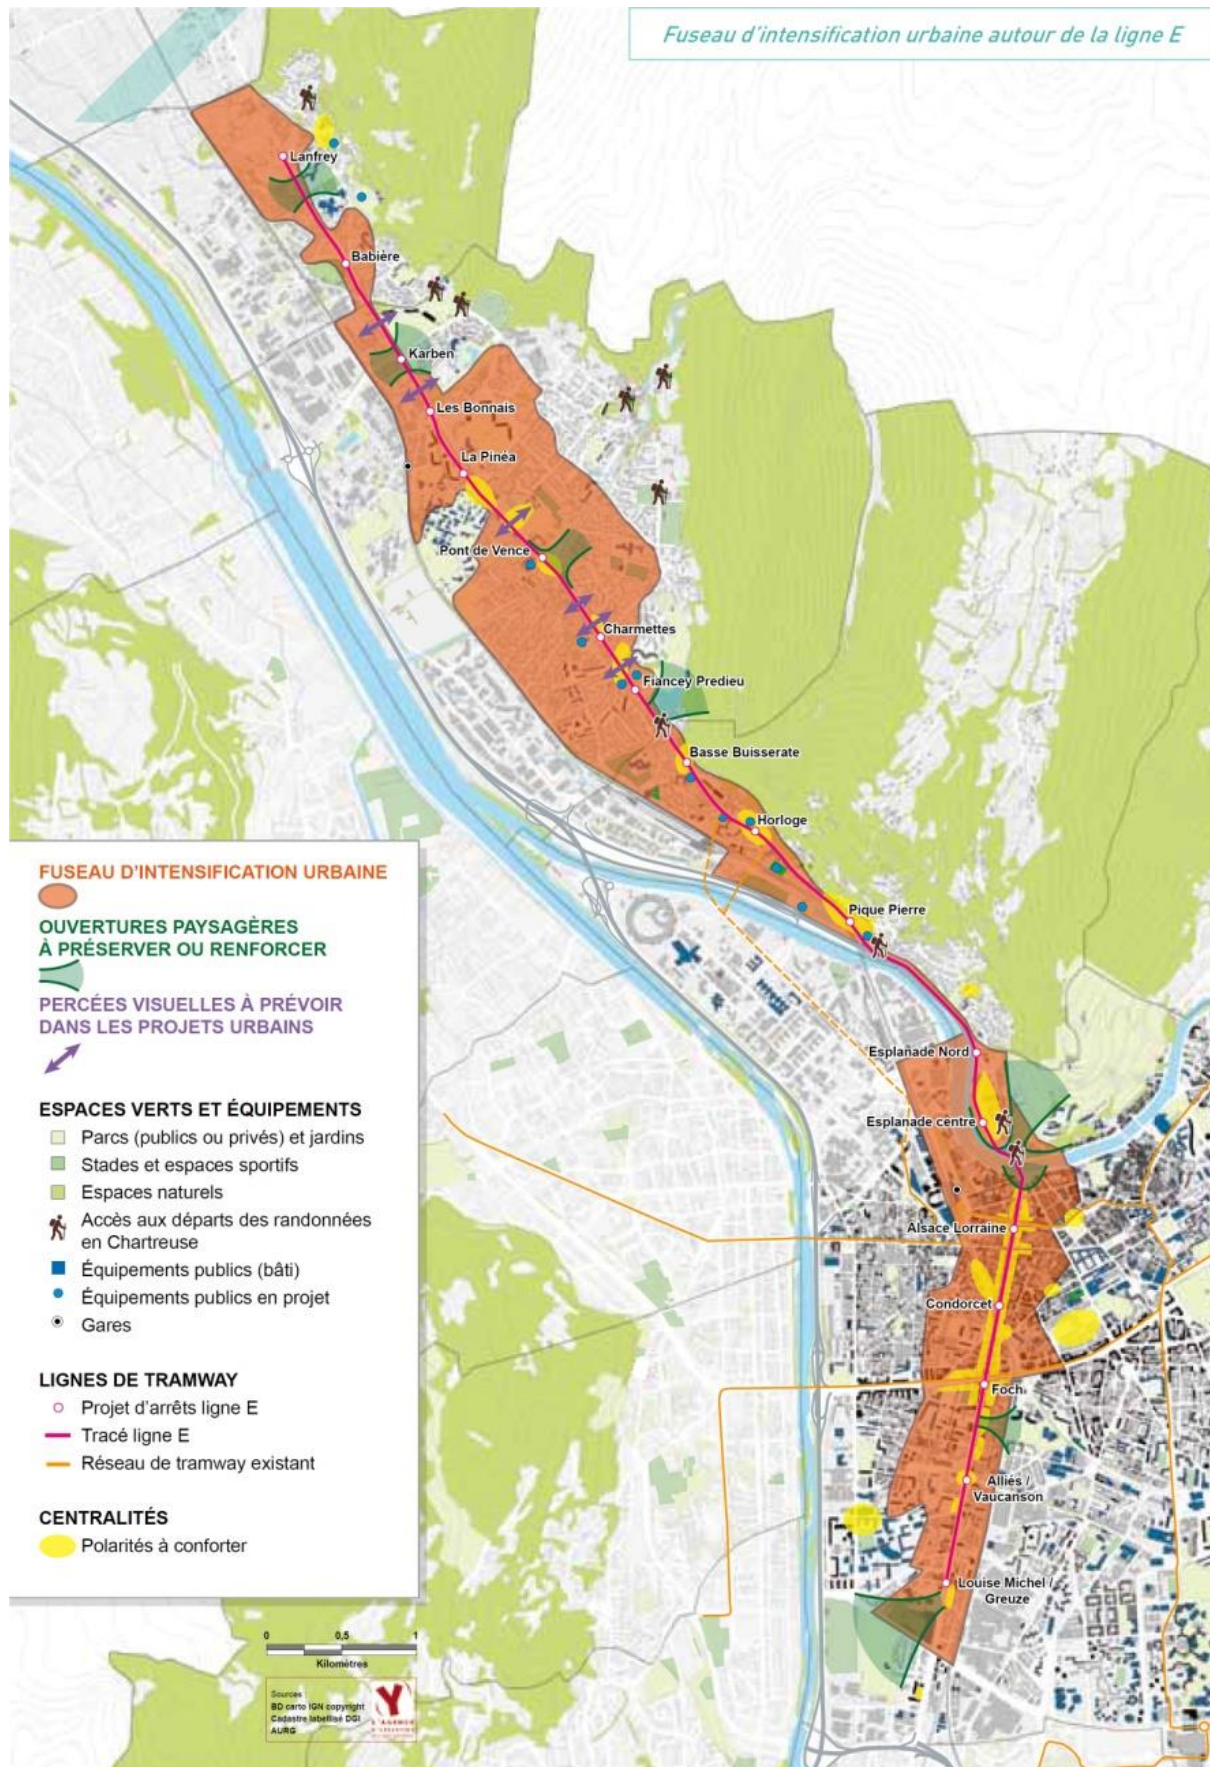 Fuseau d'intensification urbaine autour de la ligne E
Lanfrey
Babière
Karben
Les Bonnais
La Pinéa
Pont de Vence
Charmettes
Fiancey Predieu
Basse Buisserate
Horloge
Pique Pierre
Esplanade Nord
Esplanade centre
Alsace Lorraine
Condorcet
Foch
Alliés /
Vaucanson
Louise Michel /
Greuze
FUSEAU D'INTENSIFICATION URBAINE
OUVERTURES PAYSAGÈRES
À PRÉSERVER OU RENFORCER
PERCÉES VISUELLES À PRÉVOIR
DANS LES PROJETS URBAINS
ESPACES VERTS ET ÉQUIPEMENTS
Parcs (publics ou privés) et jardins
Stades et espaces sportifs
Espaces naturels
Accès aux départs des randonnées
en Chartreuse
Équipements publics (bâti)
Équipements publics en projet
Gares
LIGNES DE TRAMWAY
Projet d'arrêts ligne E
Tracé ligne E
Réseau de tramway existant
CENTRALITÉS
Polarités à conforter
0 0,5 1
Kilomètres
Sources
BD carto IGN copyright
Cadastre labellisé DGI
AURG
L'AGENCE